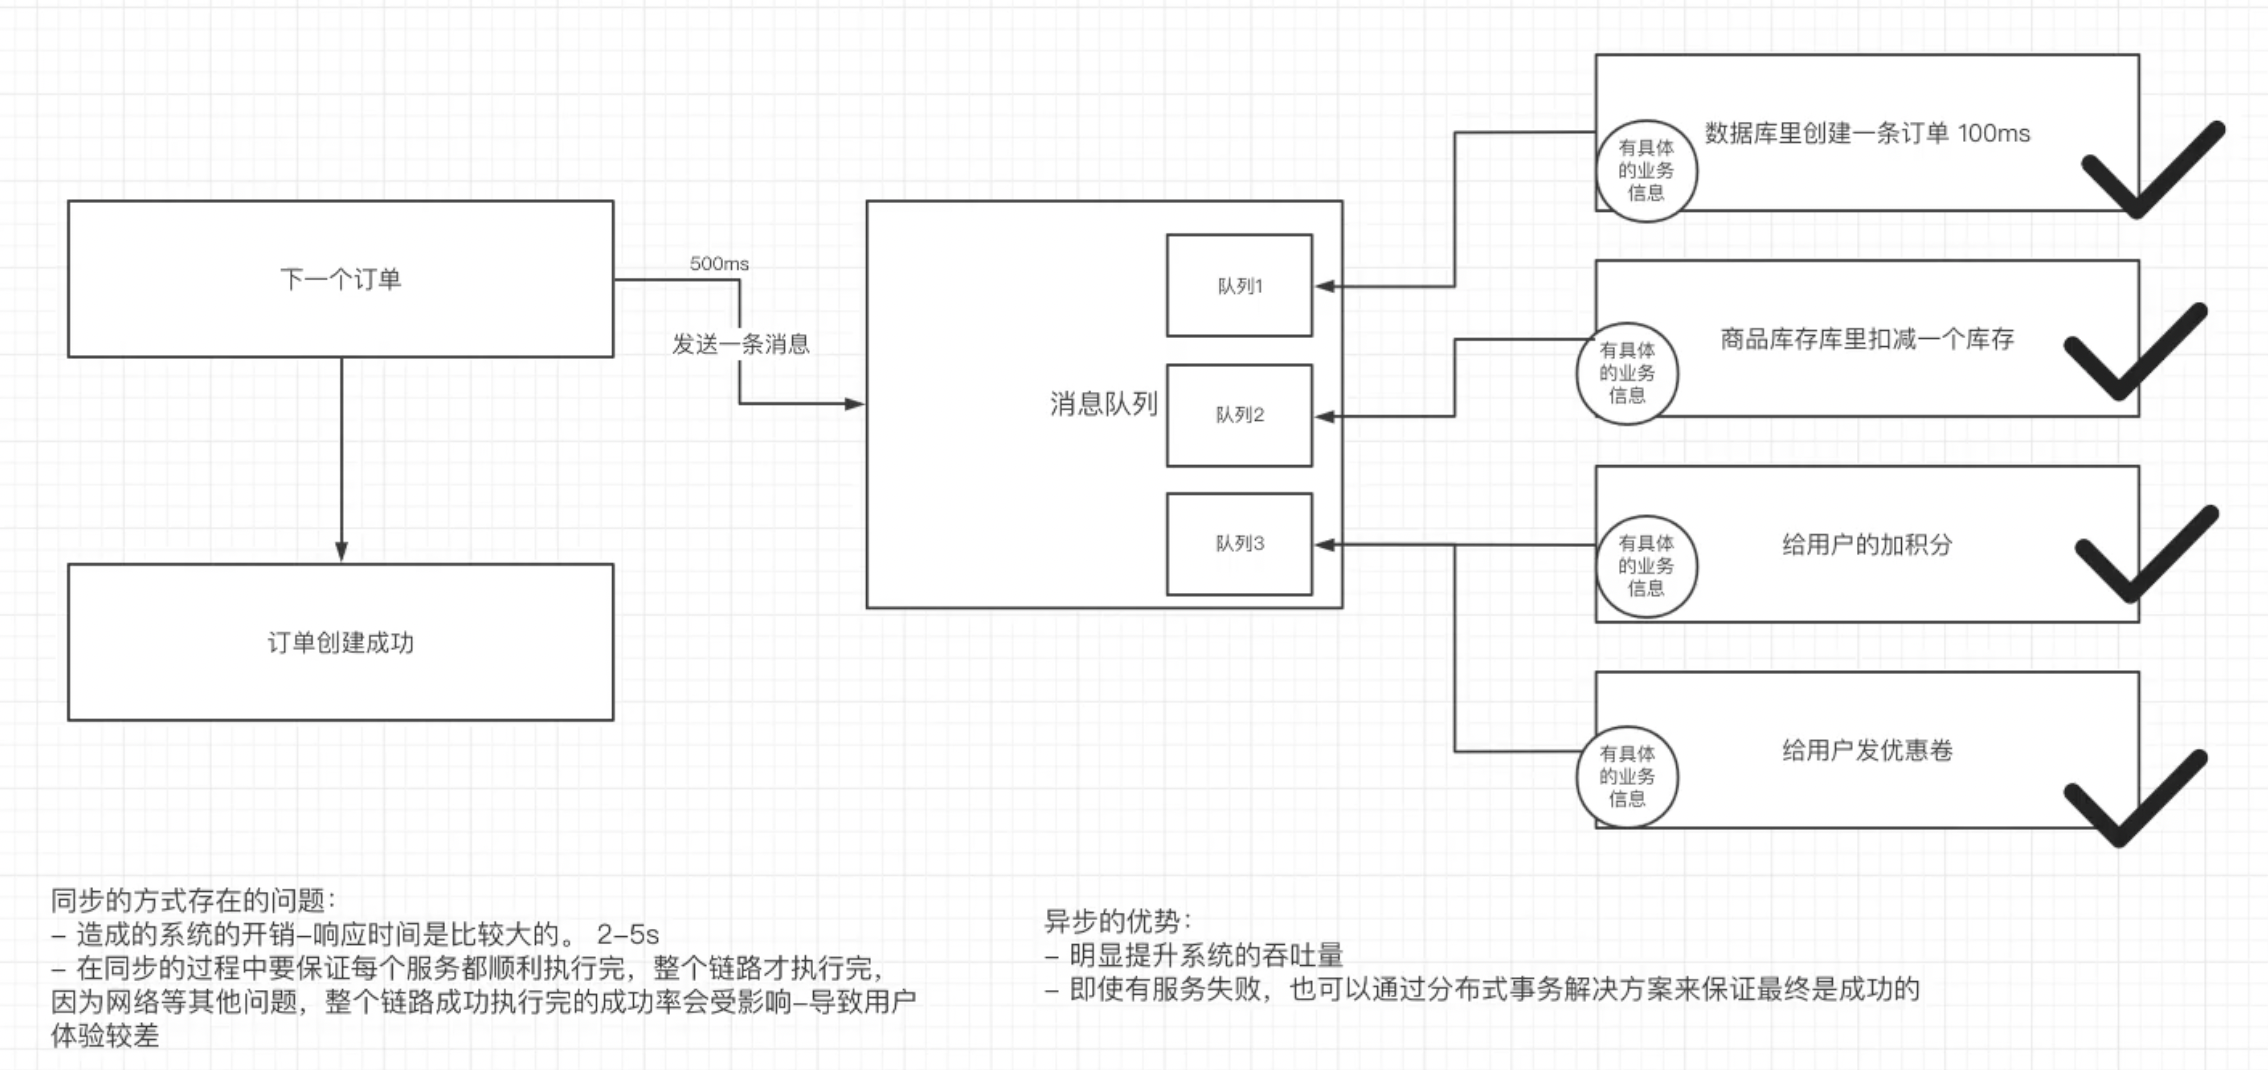 下一个订单
500ms
发送一条消息
订单创建成功
消息队列
队列1
队列2
队列3
数据库里创建一条订单 100ms
有具体
的业务
信息
商品库存库里扣减一个库存
有具体
的业务
信息
给用户的加积分
有具体
的业务
信息
给用户发优惠卷
有具体
的业务
信息
同步的方式存在的问题：
- 造成的系统的开销-响应时间是比较大的。 2-5s
- 在同步的过程中要保证每个服务都顺利执行完，整个链路才执行完，
因为网络等其他问题，整个链路成功执行完的成功率会受影响-导致用户
体验较差
异步的优势：
- 明显提升系统的吞吐量
- 即使有服务失败，也可以通过分布式事务解决方案来保证最终是成功的